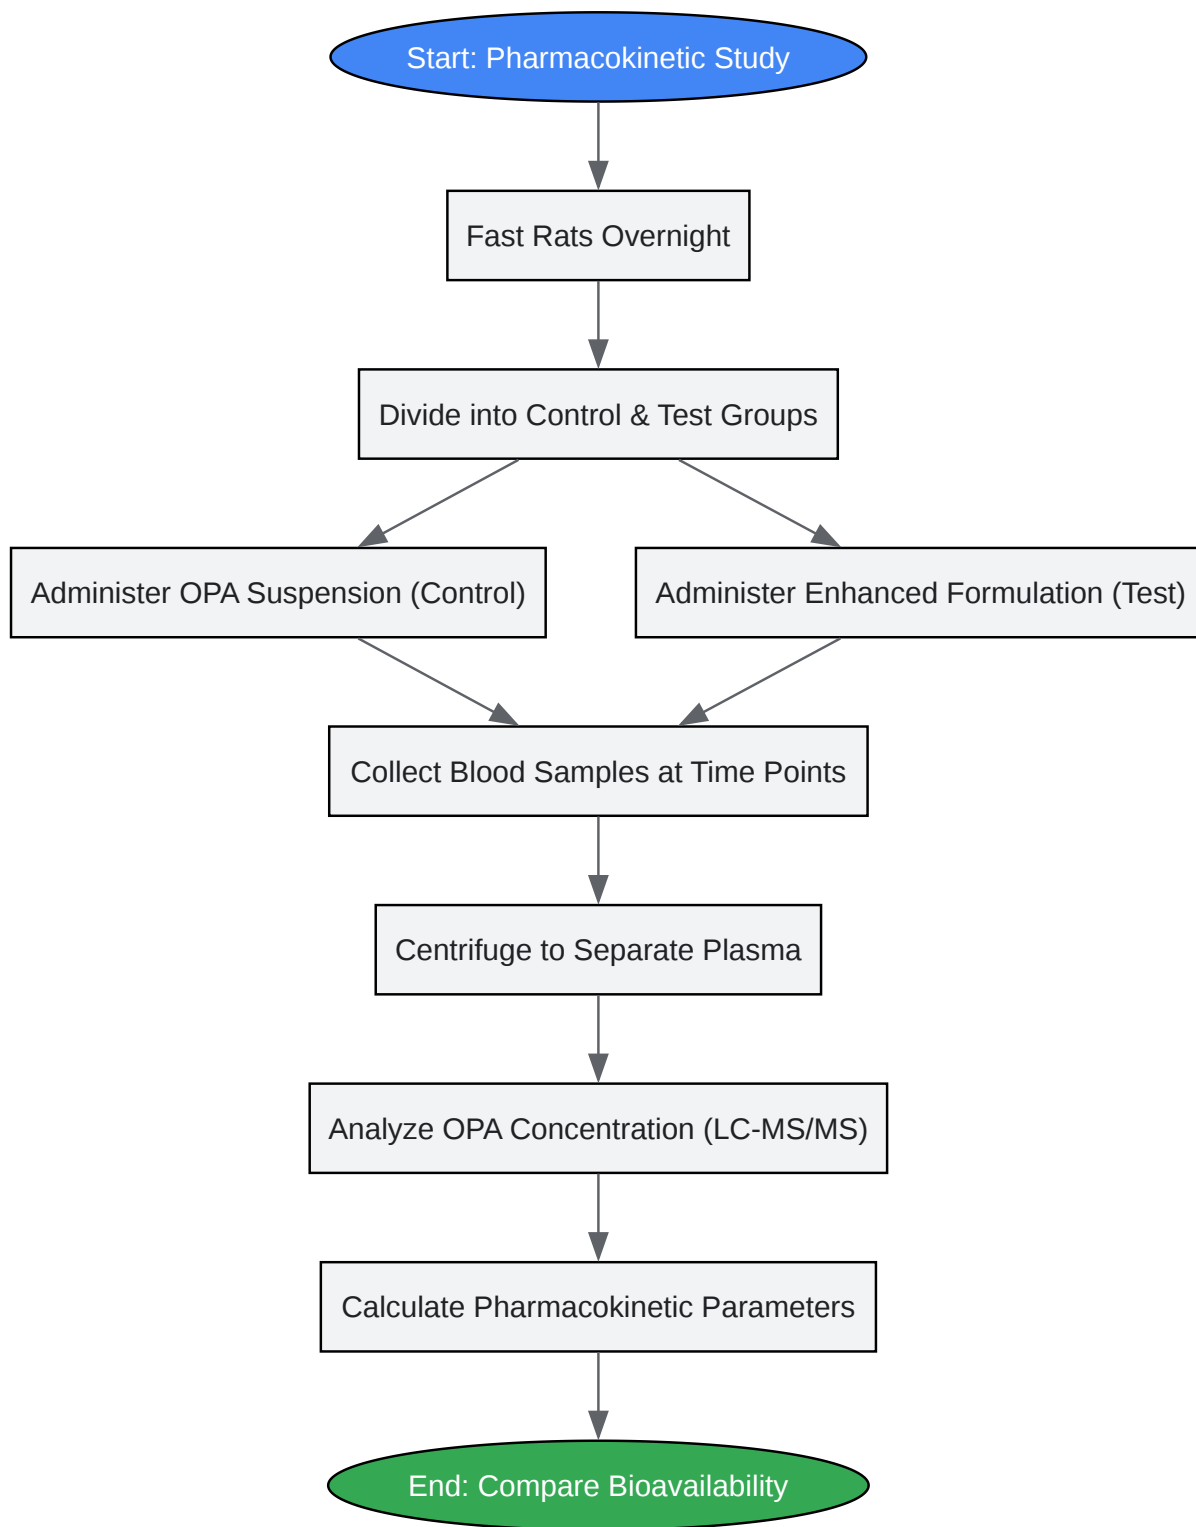 Start: Pharmacokinetic Study
Fast Rats Overnight
Divide into Control & Test Groups
Administer OPA Suspension (Control)
Administer Enhanced Formulation (Test)
Collect Blood Samples at Time Points
Centrifuge to Separate Plasma
Analyze OPA Concentration (LC-MS/MS)
Calculate Pharmacokinetic Parameters
End: Compare Bioavailability